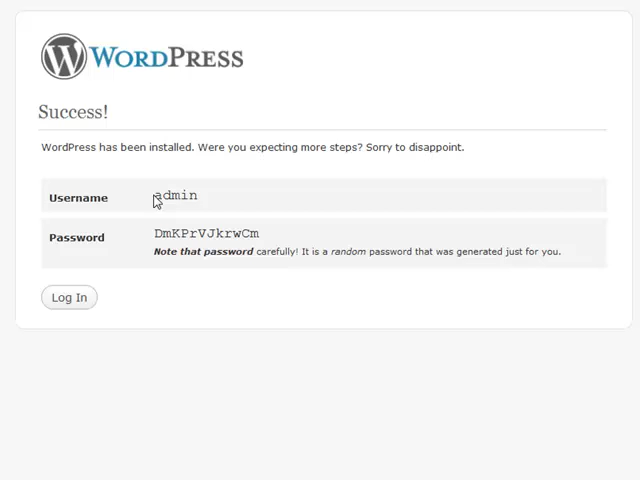 WORDPRESS
Success!
WordPress has been installed. Were you expecting more steps? Sorry to disappoint.
Username admin
Password DmKPrVJkrwCm
Note that password carefully! It is a random password that was generated just for you.
Log In